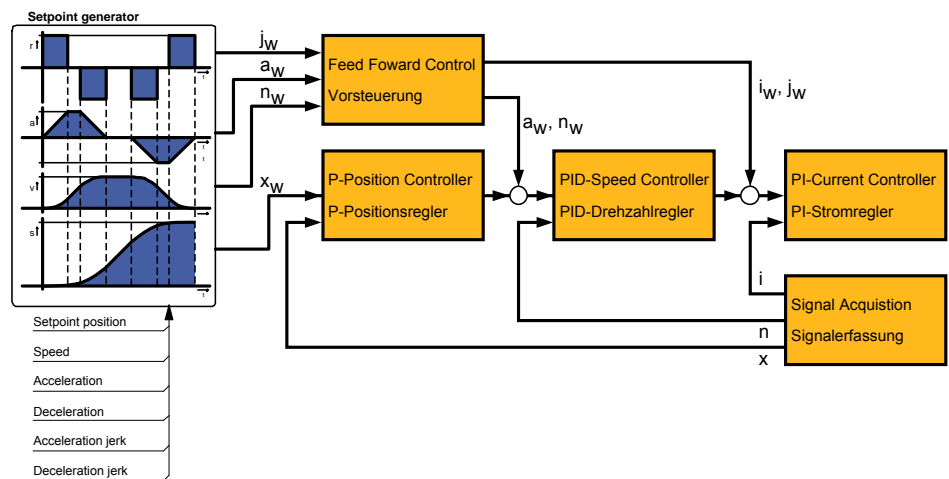 Setpoint generator
r
t
a
t
t
v
t
s
t
jw
aw
nw
xw
Feed Foward Control
Vorsteuerung
iw, jw
aw, nw
P-Position Controller
P-Positionsregler
PID-Speed Controller
PID-Drehzahlregler
PI-Current Controller
PI-Stromregler
i
n
x
Signal Acquistion
Signalerfassung
Setpoint position
Speed
Acceleration
Deceleration
Acceleration jerk
Deceleration jerk